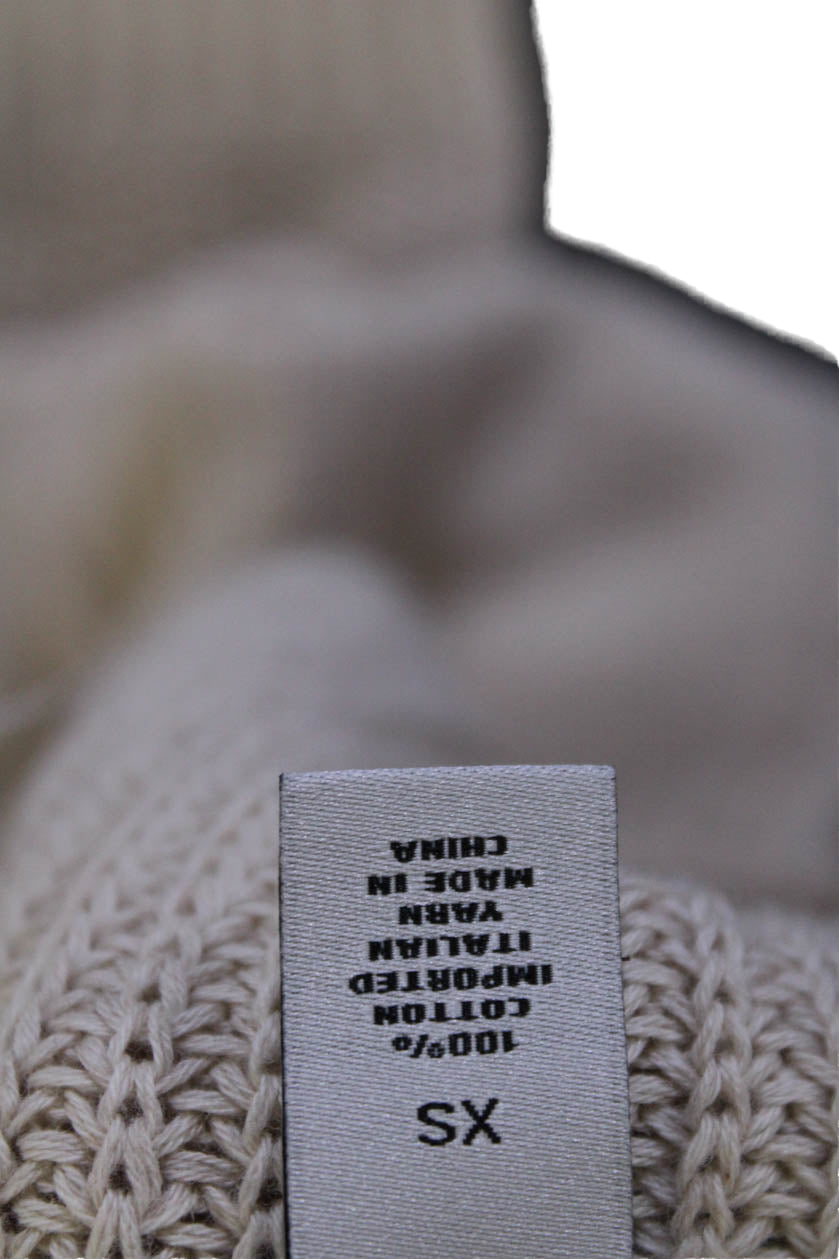 XS
100%
COTTON
IMPORTED
ITALIAN
YARN
MADE IN
CHINA